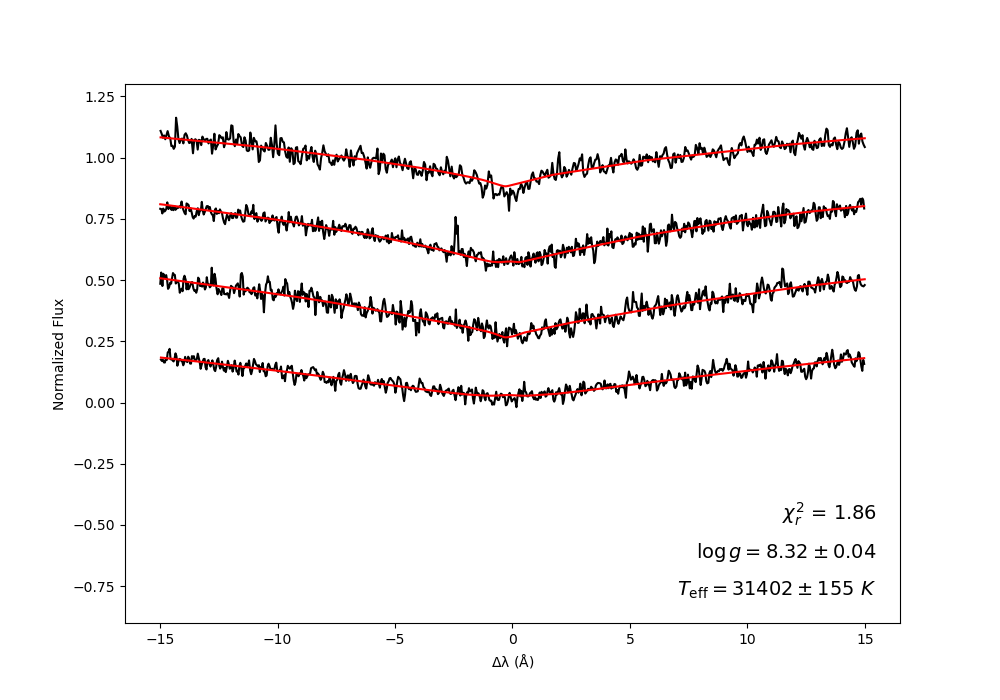 1.25
1.00
0.75
0.50
0.25
0.00
−0.25
−0.50
−0.75
Normalized Flux
χ²ᵣ = 1.86
log g = 8.32 ± 0.04
T_eff = 31402 ± 155 K
−15 −10 −5 0 5 10 15
Δλ (Å)